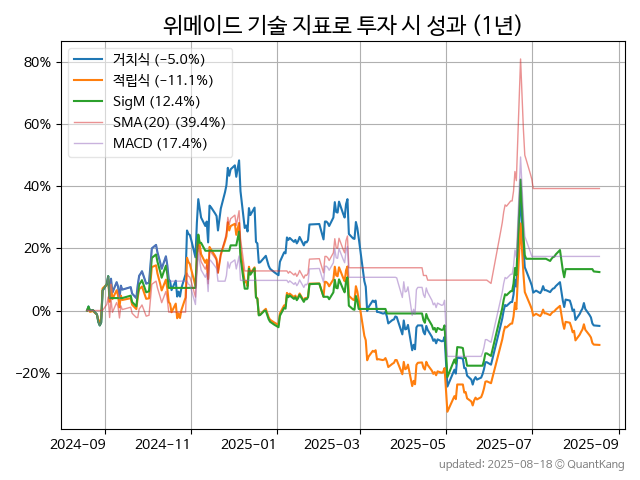 위메이드 기술 지표로 투자 시 성과 (1년)
거치식 (-5.0%)
적립식 (-11.1%)
SigM (12.4%)
SMA(20) (39.4%)
MACD (17.4%)
80%
60%
40%
20%
0%
-20%
2024-09 2024-11 2025-01 2025-03 2025-05 2025-07 2025-09
updated: 2025-08-18 © QuantKang